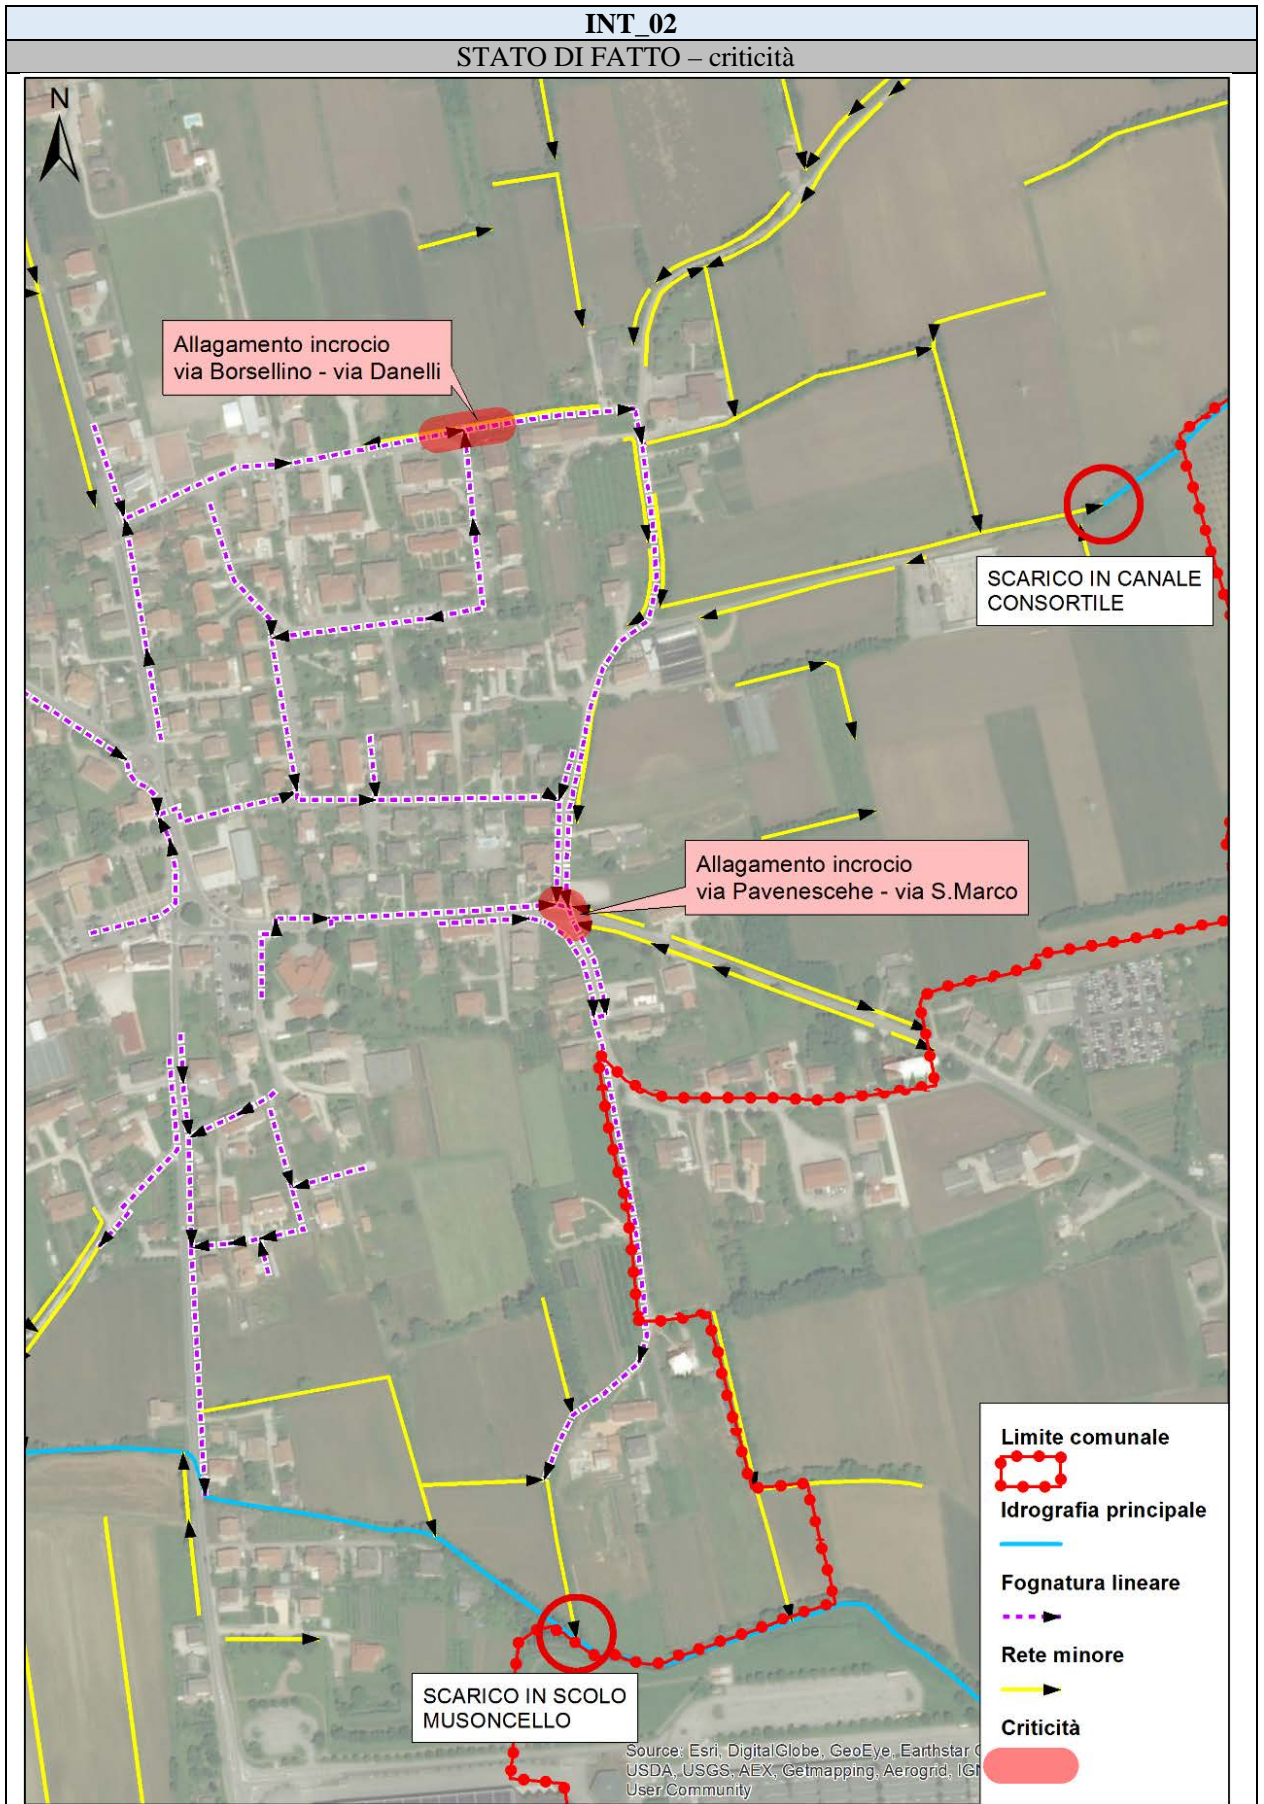 INT_02
STATO DI FATTO – criticità
N
Allagamento incrocio
via Borsellino - via Danelli
SCARICO IN CANALE
CONSORTILE
Allagamento incrocio
via Pavenescehe - via S.Marco
Limite comunale
Idrografia principale
Fognatura lineare
Rete minore
Criticità
SCARICO IN SCOLO
MUSONCELLO
Source: Esri, DigitalGlobe, GeoEye, Earthstar
USDA, USGS, AEX, Getmapping, Aerogrid, IGN
User Community